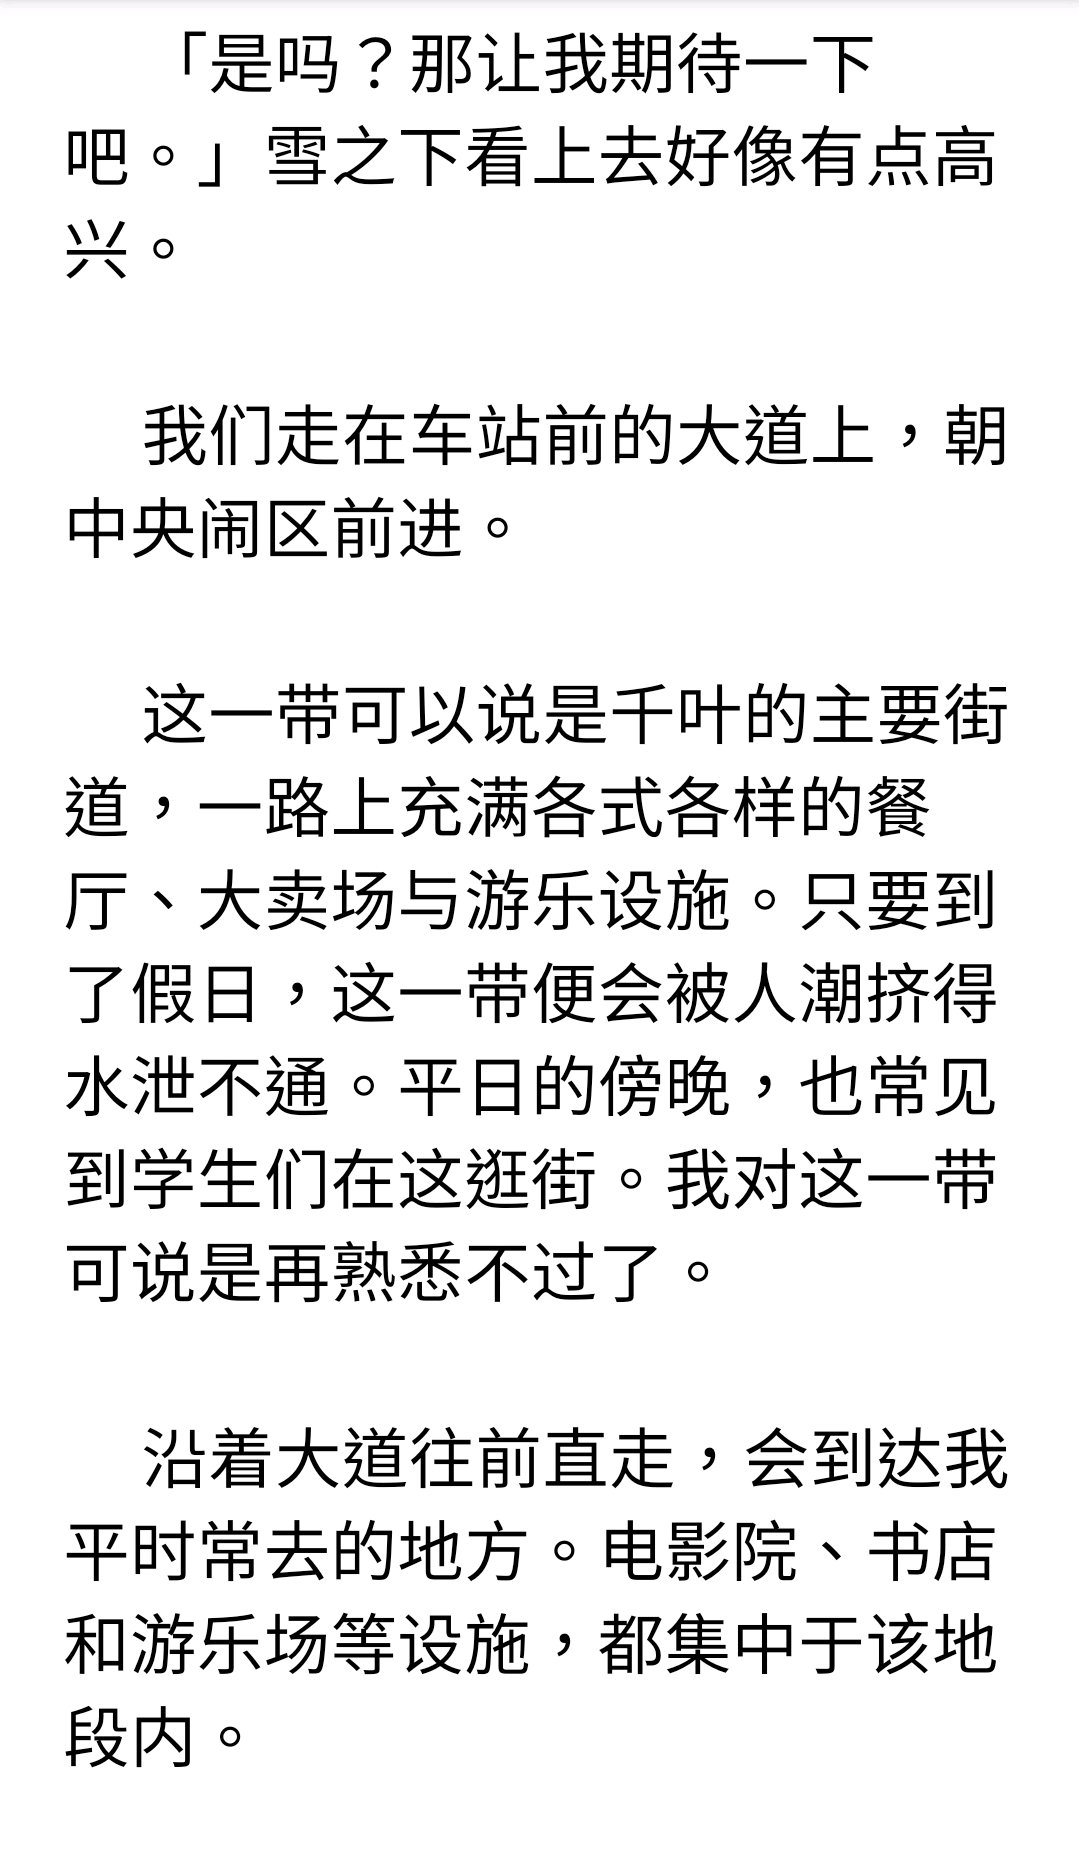 「是吗？那让我期待一下
吧。」雪之下看上去好像有点高
兴。
我们走在车站前的大道上，朝
中央闹区前进。
这一带可以说是千叶的主要街
道，一路上充满各式各样的餐
厅、大卖场与游乐设施。只要到
了假日，这一带便会被人潮挤得
水泄不通。平日的傍晚，也常见
到学生们在这逛街。我对这一带
可说是再熟悉不过了。
沿着大道往前直走，会到达我
平时常去的地方。电影院、书店
和游乐场等设施，都集中于该地
段内。